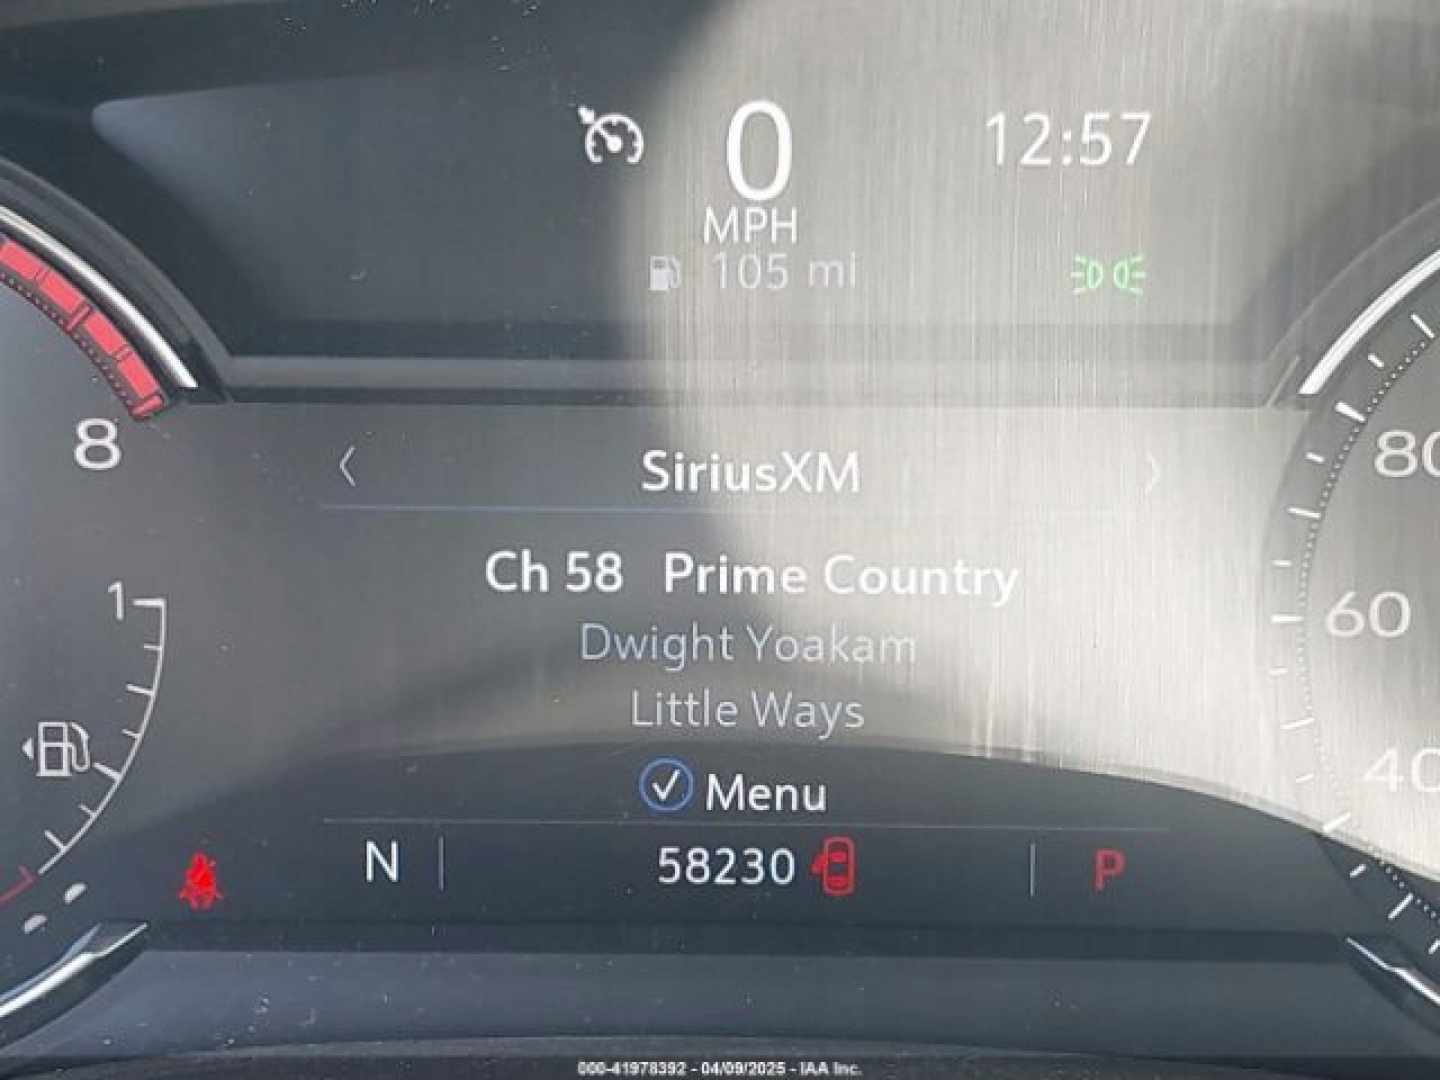 0
12:57
MPH
105 mi
8
80
SiriusXM
Ch 58 Prime Country
1
60
Dwight Yoakam
Little Ways
40
Menu
N
58230
P
000-41978392 - 04/09/2025 - IAA Inc.